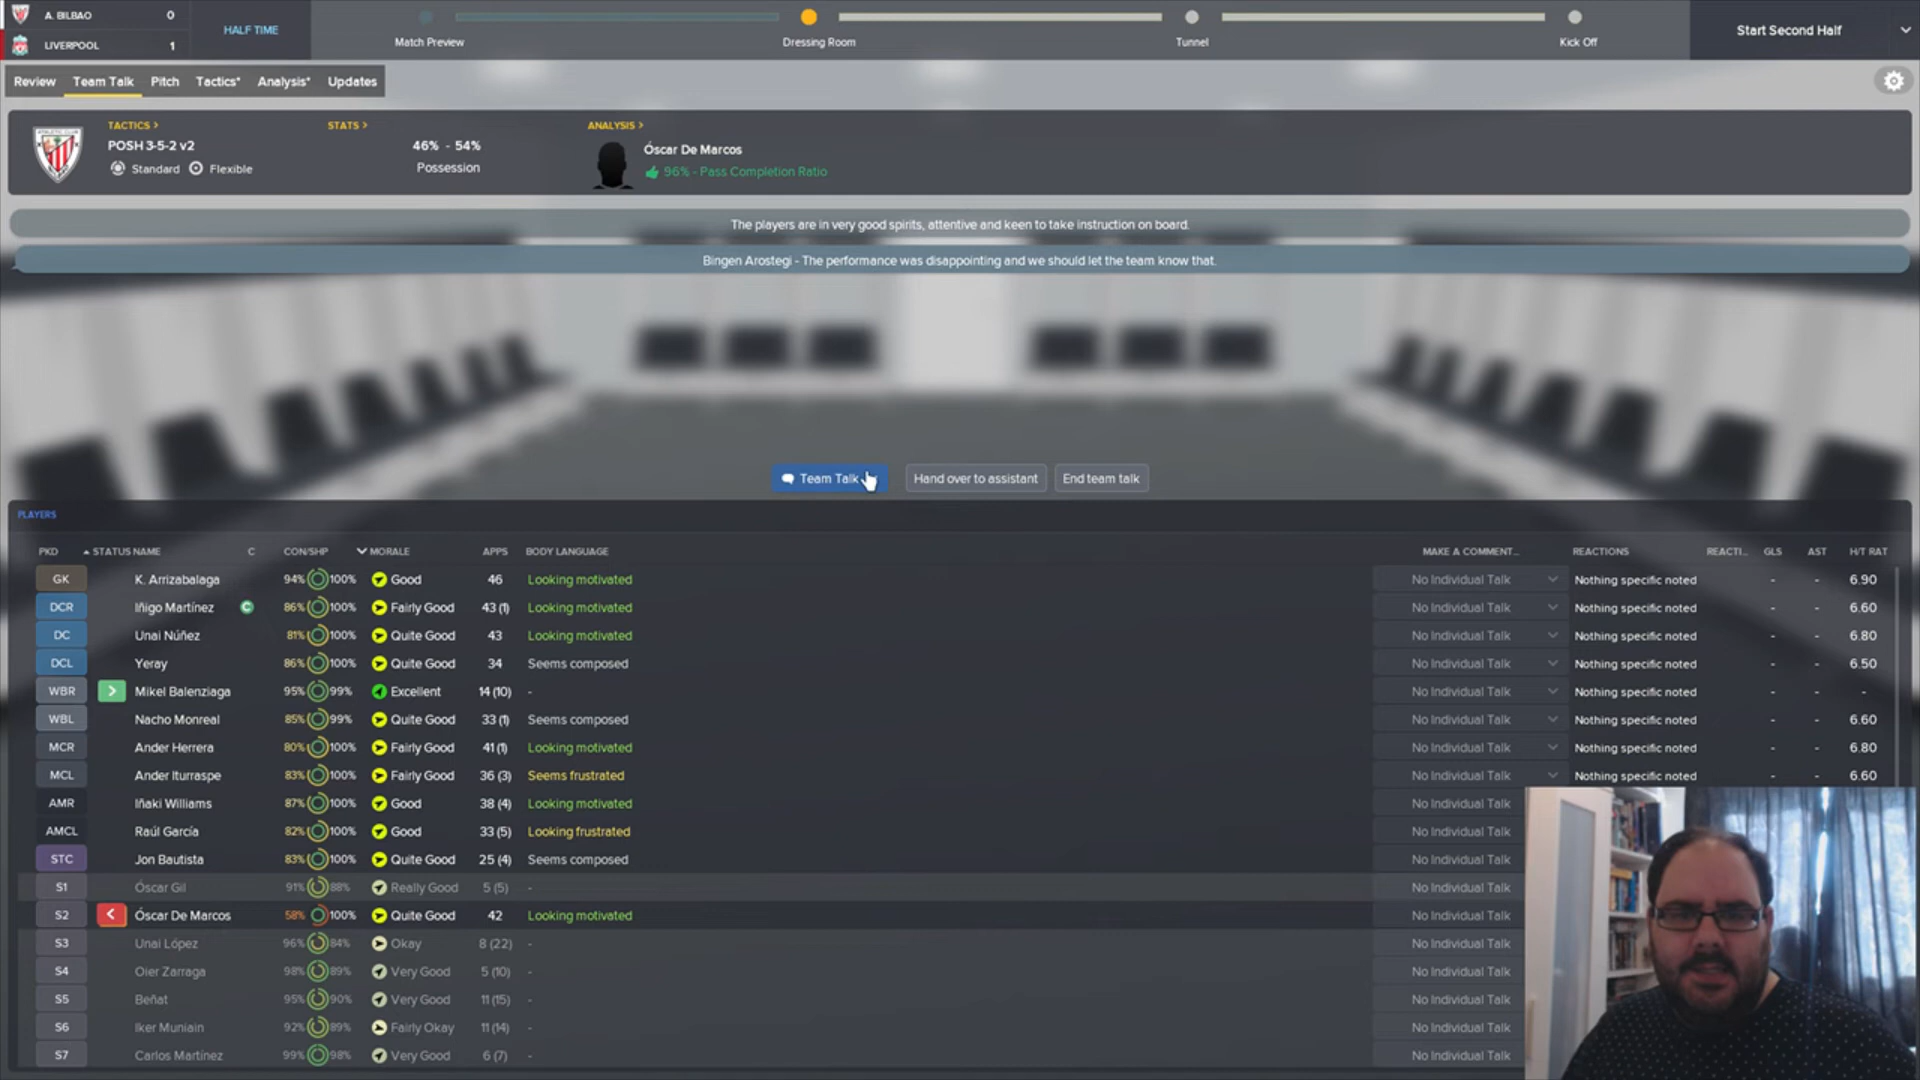 A. BILBAO 0
LIVERPOOL 1
HALF TIME
Match Preview
Dressing Room
Tunnel
Kick Off
Start Second Half
Review Team Talk Pitch Tactics* Analysis* Updates
TACTICS >
POSH 3-5-2 v2
Standard Flexible
STATS >
46% - 54%
Possession
ANALYSIS >
Óscar De Marcos
96% - Pass Completion Ratio
The players are in very good spirits, attentive and keen to take instruction on board.
Bingen Arostegi - The performance was disappointing and we should let the team know that.
Team Talk Hand over to assistant End team talk
PLAYERS
PKD STATUS NAME C CON/SHP MORALE APPS BODY LANGUAGE MAKE A COMMENT... REACTIONS REACTI... GLS AST H/T RAT
GK K. Arrizabalaga 94% 100% Good 46 Looking motivated No Individual Talk Nothing specific noted - - 6.90
DCR Iñigo Martínez C 86% 100% Fairly Good 43 (1) Looking motivated No Individual Talk Nothing specific noted - - 6.60
DC Unai Núñez 81% 100% Quite Good 43 Looking motivated No Individual Talk Nothing specific noted - - 6.80
DCL Yeray 86% 100% Quite Good 34 Seems composed No Individual Talk Nothing specific noted - - 6.50
WBR Mikel Balenziaga 95% 99% Excellent 14 (10) - No Individual Talk Nothing specific noted - - -
WBL Nacho Monreal 85% 99% Quite Good 33 (1) Seems composed No Individual Talk Nothing specific noted - - 6.60
MCR Ander Herrera 80% 100% Fairly Good 41 (1) Looking motivated No Individual Talk Nothing specific noted - - 6.80
MCL Ander Iturraspe 83% 100% Fairly Good 36 (3) Seems frustrated No Individual Talk Nothing specific noted - - 6.60
AMR Iñaki Williams 87% 100% Good 38 (4) Looking motivated No Individual Talk
AMCL Raúl García 82% 100% Good 33 (5) Looking frustrated No Individual Talk
STC Jon Bautista 83% 100% Quite Good 25 (4) Seems composed No Individual Talk
S1 Óscar Gil 91% 88% Really Good 5 (5) - No Individual Talk
S2 Óscar De Marcos 58% 100% Quite Good 42 Looking motivated No Individual Talk
S3 Unai López 96% 84% Okay 8 (22) - No Individual Talk
S4 Oier Zarraga 98% 89% Very Good 5 (10) - No Individual Talk
S5 Beñat 95% 90% Very Good 11 (15) - No Individual Talk
S6 Iker Muniain 92% 89% Fairly Okay 11 (14) - No Individual Talk
S7 Carlos Martínez 99% 98% Very Good 6 (7) - No Individual Talk